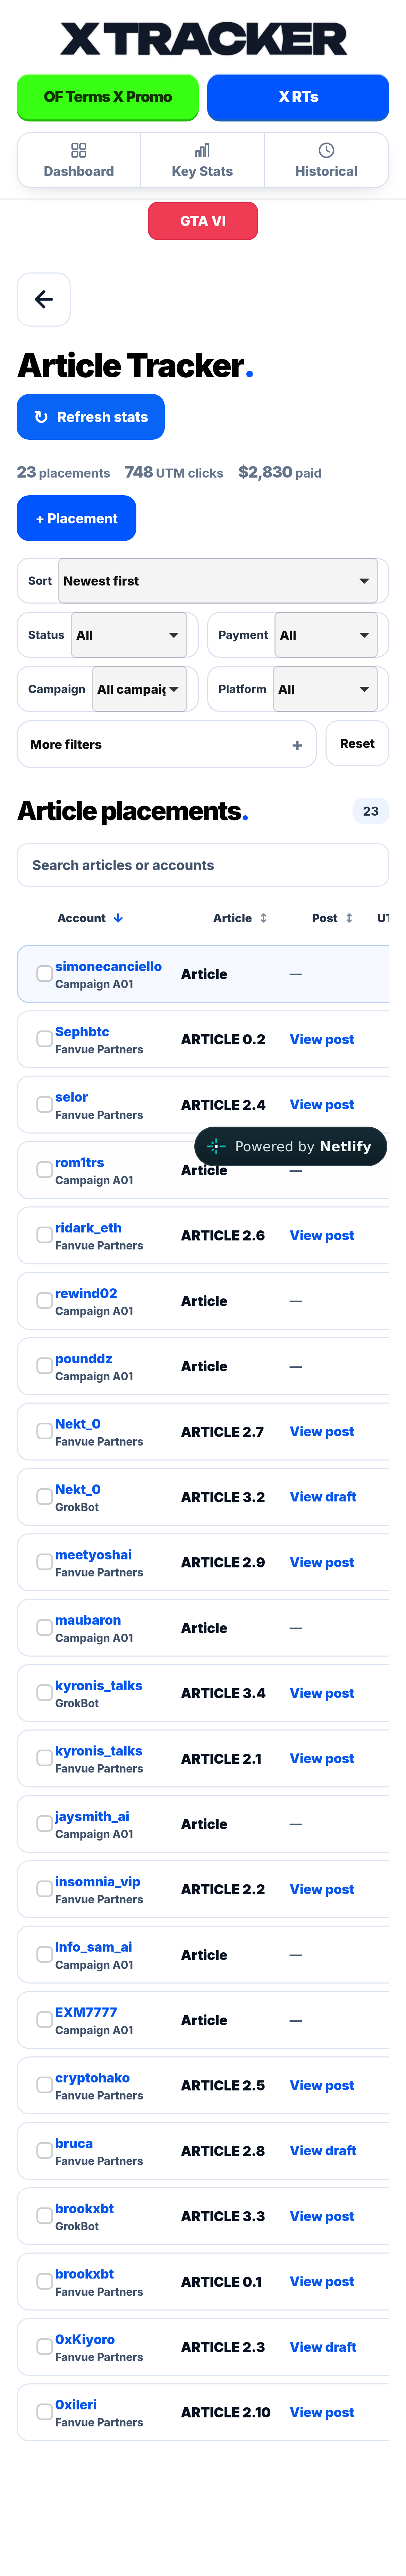 X TRACKER
OF Terms X Promo
X RTs
Dashboard
Key Stats
Historical
GTA VI
←
Article Tracker.
↻ Refresh stats
23 placements 748 UTM clicks $2,830 paid
+ Placement
Sort Newest first
Status All
Payment All
Campaign All campaig
Platform All
More filters +
Reset
Article placements.
23
Search articles or accounts
Account ↓ Article ↕ Post ↕ UT
simonecanciello Article —
Campaign A01
Sephbtc ARTICLE 0.2 View post
Fanvue Partners
selor ARTICLE 2.4 View post
Fanvue Partners
Powered by Netlify
rom1trs Article —
Campaign A01
ridark_eth ARTICLE 2.6 View post
Fanvue Partners
rewind02 Article —
Campaign A01
pounddz Article —
Campaign A01
Nekt_0 ARTICLE 2.7 View post
Fanvue Partners
Nekt_0 ARTICLE 3.2 View draft
GrokBot
meetyoshai ARTICLE 2.9 View post
Fanvue Partners
maubaron Article —
Campaign A01
kyronis_talks ARTICLE 3.4 View post
GrokBot
kyronis_talks ARTICLE 2.1 View post
Fanvue Partners
jaysmith_ai Article —
Campaign A01
insomnia_vip ARTICLE 2.2 View post
Fanvue Partners
Info_sam_ai Article —
Campaign A01
EXM7777 Article —
Campaign A01
cryptohako ARTICLE 2.5 View post
Fanvue Partners
bruca ARTICLE 2.8 View draft
Fanvue Partners
brookxbt ARTICLE 3.3 View post
GrokBot
brookxbt ARTICLE 0.1 View post
Fanvue Partners
0xKiyoro ARTICLE 2.3 View draft
Fanvue Partners
0xileri ARTICLE 2.10 View post
Fanvue Partners